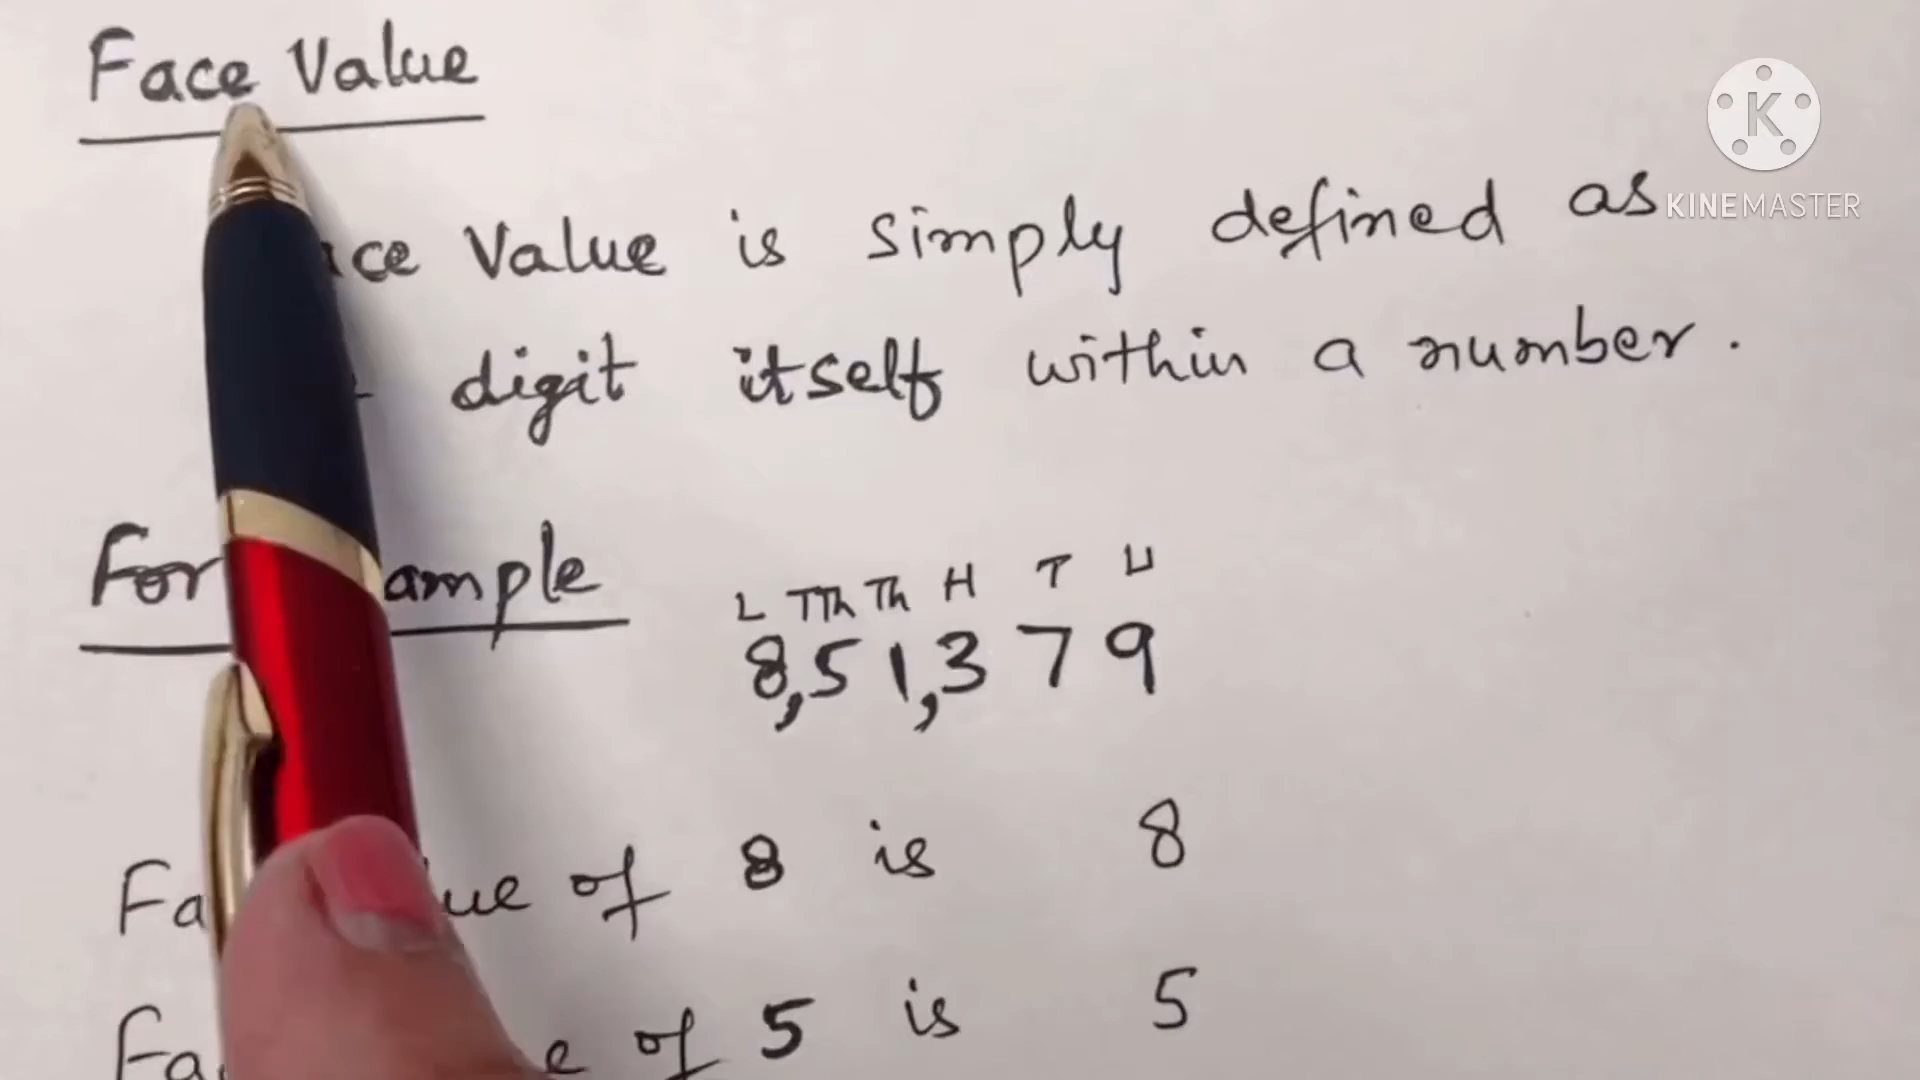 Face Value
K
KINEMASTER
ce Value is simply defined as
digit itself within a number.
For ample
L TTh Th H T U
8,51,379
Fa ue of 8 is 8
Fa e of 5 is 5